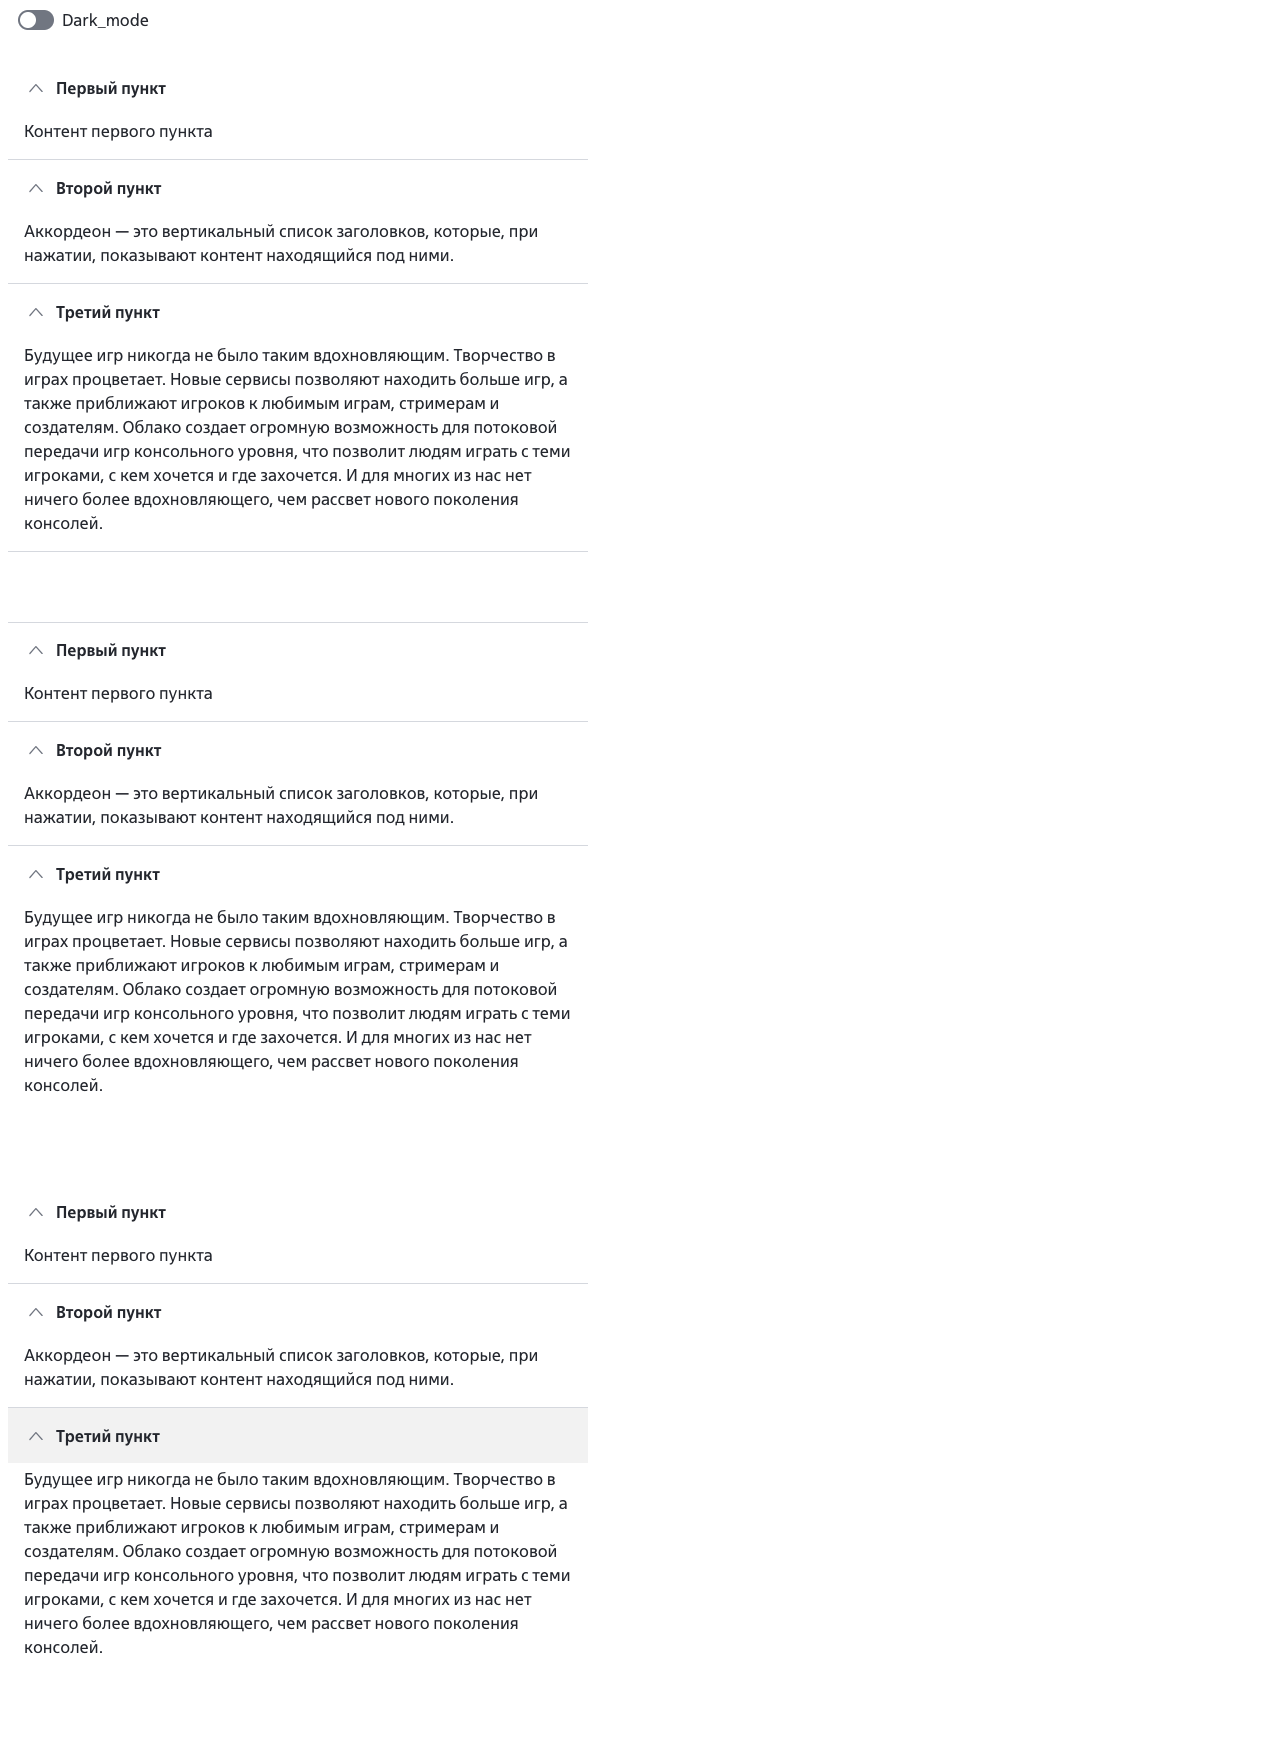 Dark_mode
Первый пункт
Контент первого пункта
Второй пункт
Аккордеон — это вертикальный список заголовков, которые, при
нажатии, показывают контент находящийся под ними.
Третий пункт
Будущее игр никогда не было таким вдохновляющим. Творчество в
играх процветает. Новые сервисы позволяют находить больше игр, а
также приближают игроков к любимым играм, стримерам и
создателям. Облако создает огромную возможность для потоковой
передачи игр консольного уровня, что позволит людям играть с теми
игроками, с кем хочется и где захочется. И для многих из нас нет
ничего более вдохновляющего, чем рассвет нового поколения
консолей.
Первый пункт
Контент первого пункта
Второй пункт
Аккордеон — это вертикальный список заголовков, которые, при
нажатии, показывают контент находящийся под ними.
Третий пункт
Будущее игр никогда не было таким вдохновляющим. Творчество в
играх процветает. Новые сервисы позволяют находить больше игр, а
также приближают игроков к любимым играм, стримерам и
создателям. Облако создает огромную возможность для потоковой
передачи игр консольного уровня, что позволит людям играть с теми
игроками, с кем хочется и где захочется. И для многих из нас нет
ничего более вдохновляющего, чем рассвет нового поколения
консолей.
Первый пункт
Контент первого пункта
Второй пункт
Аккордеон — это вертикальный список заголовков, которые, при
нажатии, показывают контент находящийся под ними.
Третий пункт
Будущее игр никогда не было таким вдохновляющим. Творчество в
играх процветает. Новые сервисы позволяют находить больше игр, а
также приближают игроков к любимым играм, стримерам и
создателям. Облако создает огромную возможность для потоковой
передачи игр консольного уровня, что позволит людям играть с теми
игроками, с кем хочется и где захочется. И для многих из нас нет
ничего более вдохновляющего, чем рассвет нового поколения
консолей.